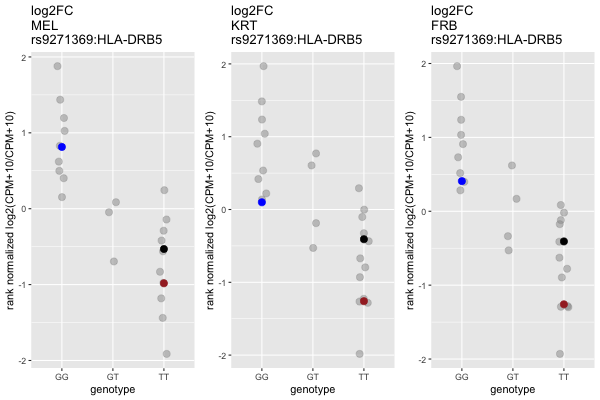 log2FC
MEL
rs9271369:HLA-DRB5
rank normalized log2(CPM+10/CPM+10)
2
1
0
-1
-2
GG
GT
TT
genotype
log2FC
KRT
rs9271369:HLA-DRB5
rank normalized log2(CPM+10/CPM+10)
2
1
0
-1
-2
GG
GT
TT
genotype
log2FC
FRB
rs9271369:HLA-DRB5
rank normalized log2(CPM+10/CPM+10)
2
1
0
-1
-2
GG
GT
TT
genotype